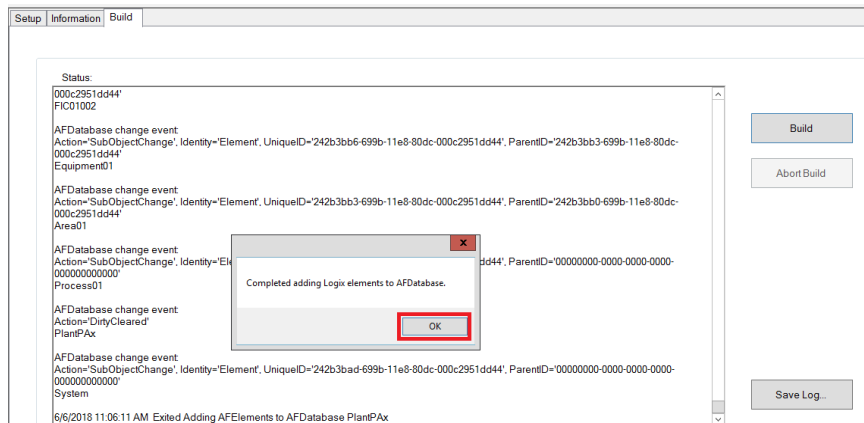 Setup Information Build
Status:
000c2951dd44'
FIC01002
AFDatabase change event:
Action='SubObjectChange', Identity='Element', UniqueID='242b3bb6-699b-11e8-80dc-000c2951dd44', ParentID='242b3bb3-699b-11e8-80dc-
000c2951dd44'
Equipment01
AFDatabase change event:
Action='SubObjectChange', Identity='Element', UniqueID='242b3bb3-699b-11e8-80dc-000c2951dd44', ParentID='242b3bb0-699b-11e8-80dc-
000c2951dd44'
Area01
AFDatabase change event:
Action='SubObjectChange', Identity='Ele dd44', ParentID='00000000-0000-0000-0000-
000000000000'
Process01
AFDatabase change event:
Action='DirtyCleared'
PlantPAx
AFDatabase change event:
Action='SubObjectChange', Identity='Element', UniqueID='242b3bad-699b-11e8-80dc-000c2951dd44', ParentID='00000000-0000-0000-0000-
000000000000'
System
6/6/2018 11:06:11 AM Exited Adding AFElements to AFDatabase PlantPAx
x
Completed adding Logix elements to AFDatabase.
OK
Build
Abort Build
Save Log...